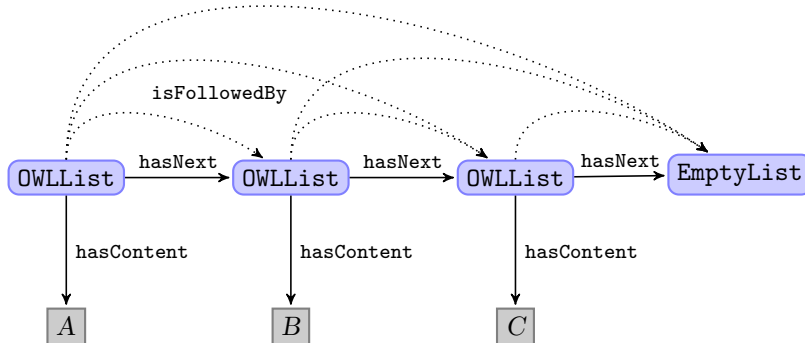 isFollowedBy
OWLList hasNext OWLList hasNext OWLList hasNext EmptyList
hasContent hasContent hasContent
A B C